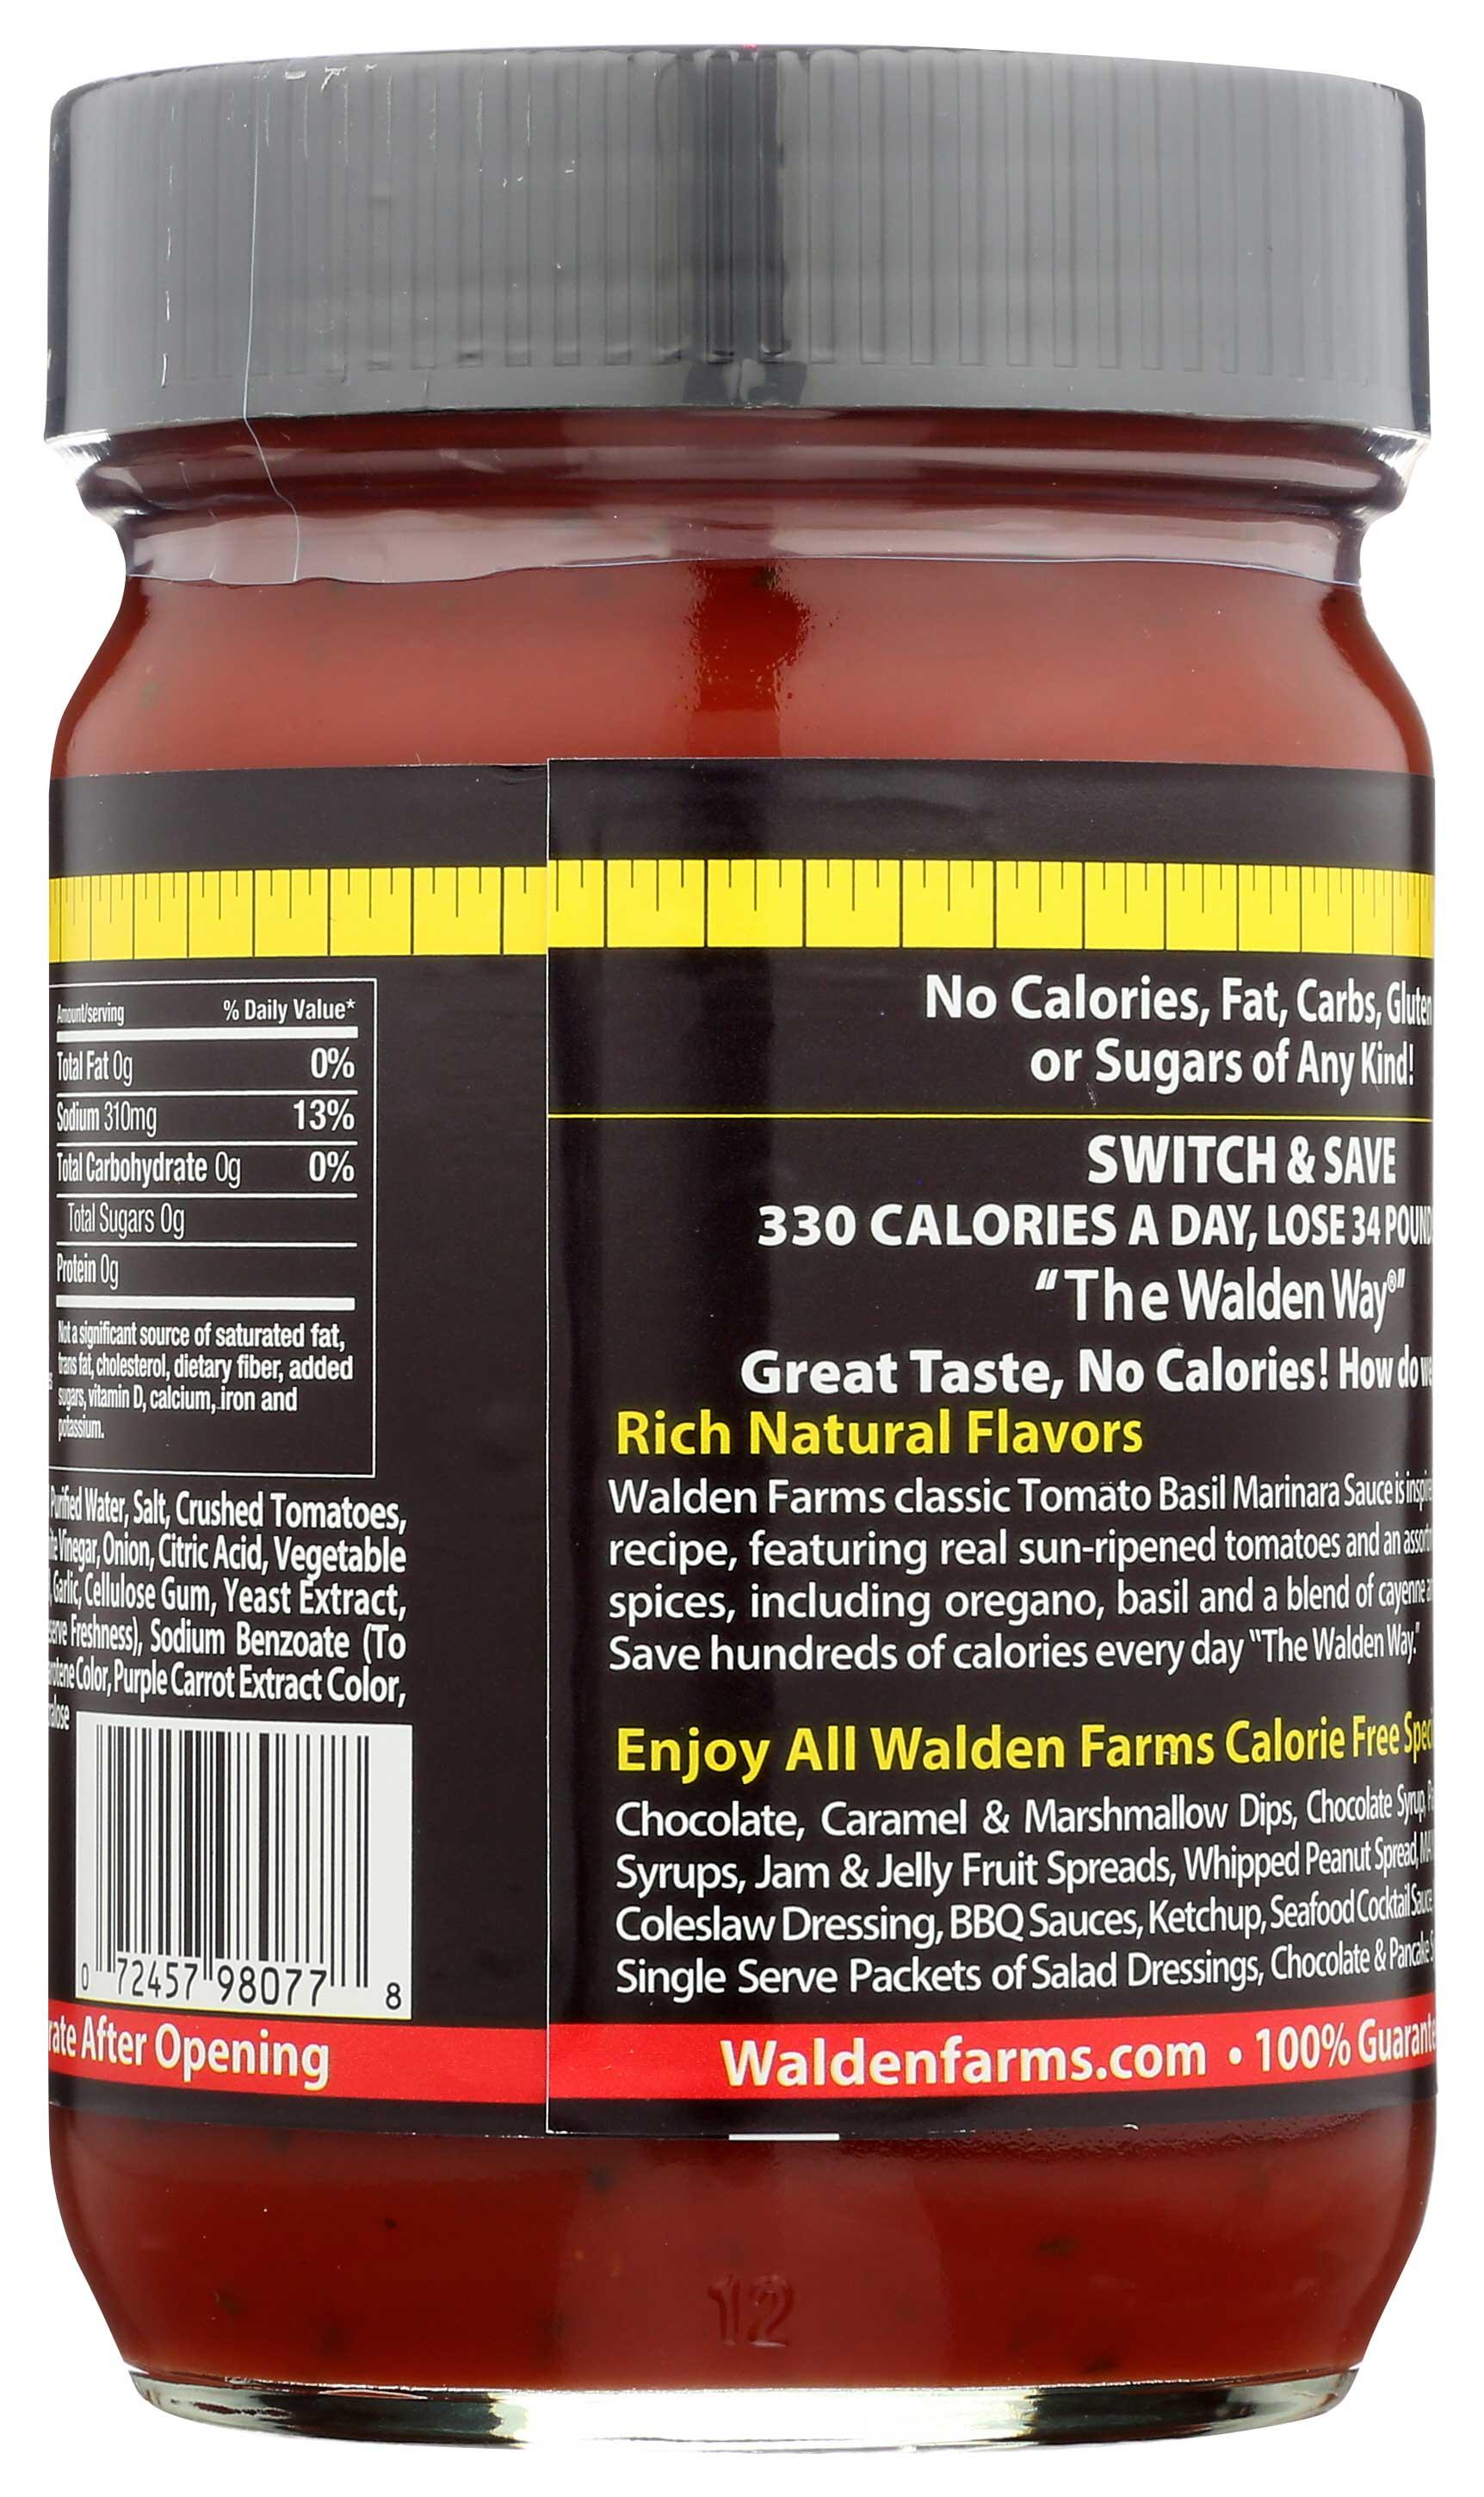 Amount/serving % Daily Value*
Total Fat 0g 0%
Sodium 310mg 13%
Total Carbohydrate 0g 0%
Total Sugars 0g
Protein 0g
Not a significant source of saturated fat,
trans fat, cholesterol, dietary fiber, added
sugars, vitamin D, calcium, iron and
potassium.
Purified Water, Salt, Crushed Tomatoes,
Vinegar, Onion, Citric Acid, Vegetable
Garlic, Cellulose Gum, Yeast Extract,
Freshness), Sodium Benzoate (To
Color, Purple Carrot Extract Color,
0 72457 98077 8
After Opening
No Calories, Fat, Carbs, Gluten
or Sugars of Any Kind!
SWITCH & SAVE
330 CALORIES A DAY, LOSE 34 POUND
"The Walden Way®"
Great Taste, No Calories! How do we
Rich Natural Flavors
Walden Farms classic Tomato Basil Marinara Sauce is
recipe, featuring real sun-ripened tomatoes and an
spices, including oregano, basil and a blend of cayenne
Save hundreds of calories every day "The Walden Way."
Enjoy All Walden Farms Calorie Free
Chocolate, Caramel & Marshmallow Dips, Chocolate Syrup,
Syrups, Jam & Jelly Fruit Spreads, Whipped Peanut Spread,
Coleslaw Dressing, BBQ Sauces, Ketchup, Seafood Cocktail Sauce
Single Serve Packets of Salad Dressings, Chocolate & Pancake
Waldenfarms.com • 100%
12